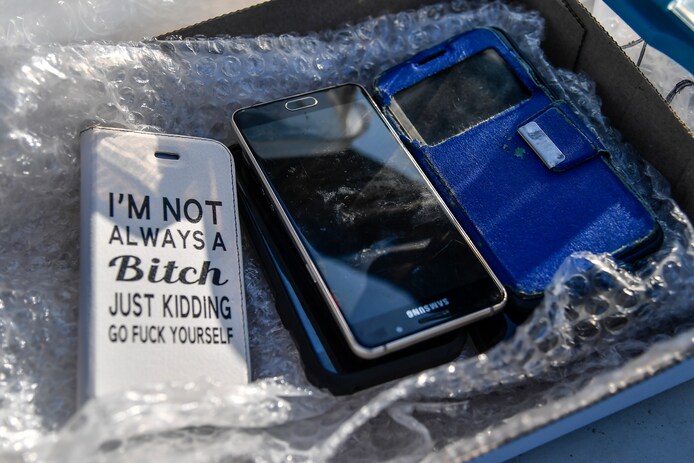 I'M NOT
ALWAYS A
Bitch
JUST KIDDING
GO FUCK YOURSELF
SAMSUNG